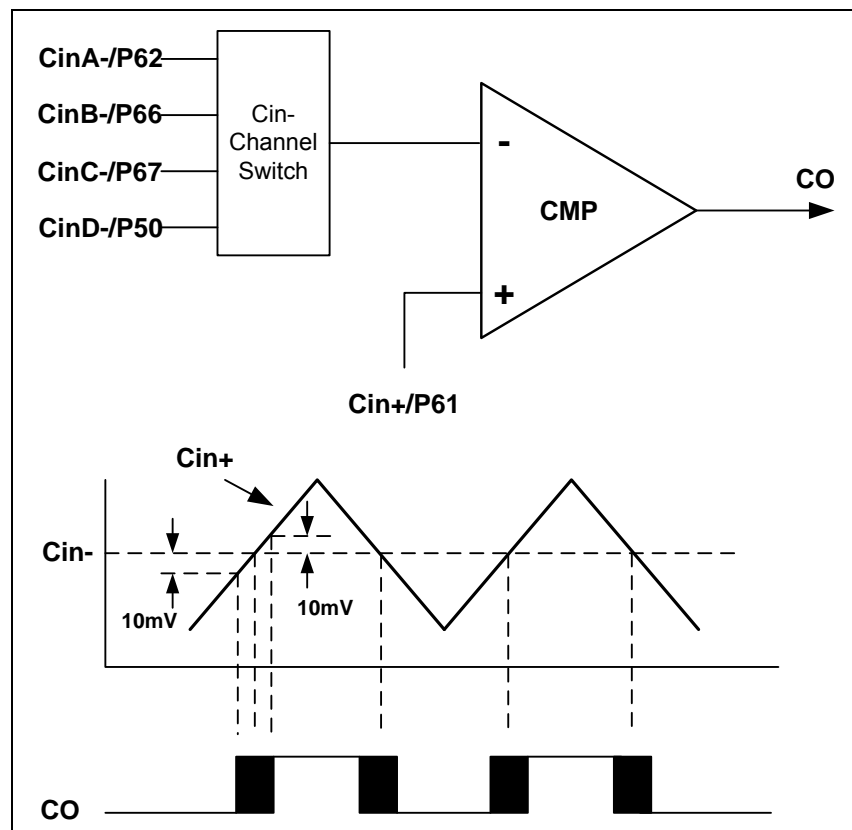 CinA-/P62
CinB-/P66
CinC-/P67
CinD-/P50
Cin-
Channel
Switch
-
+
CMP
CO
Cin+/P61
Cin+
Cin-
10mV
10mV
CO